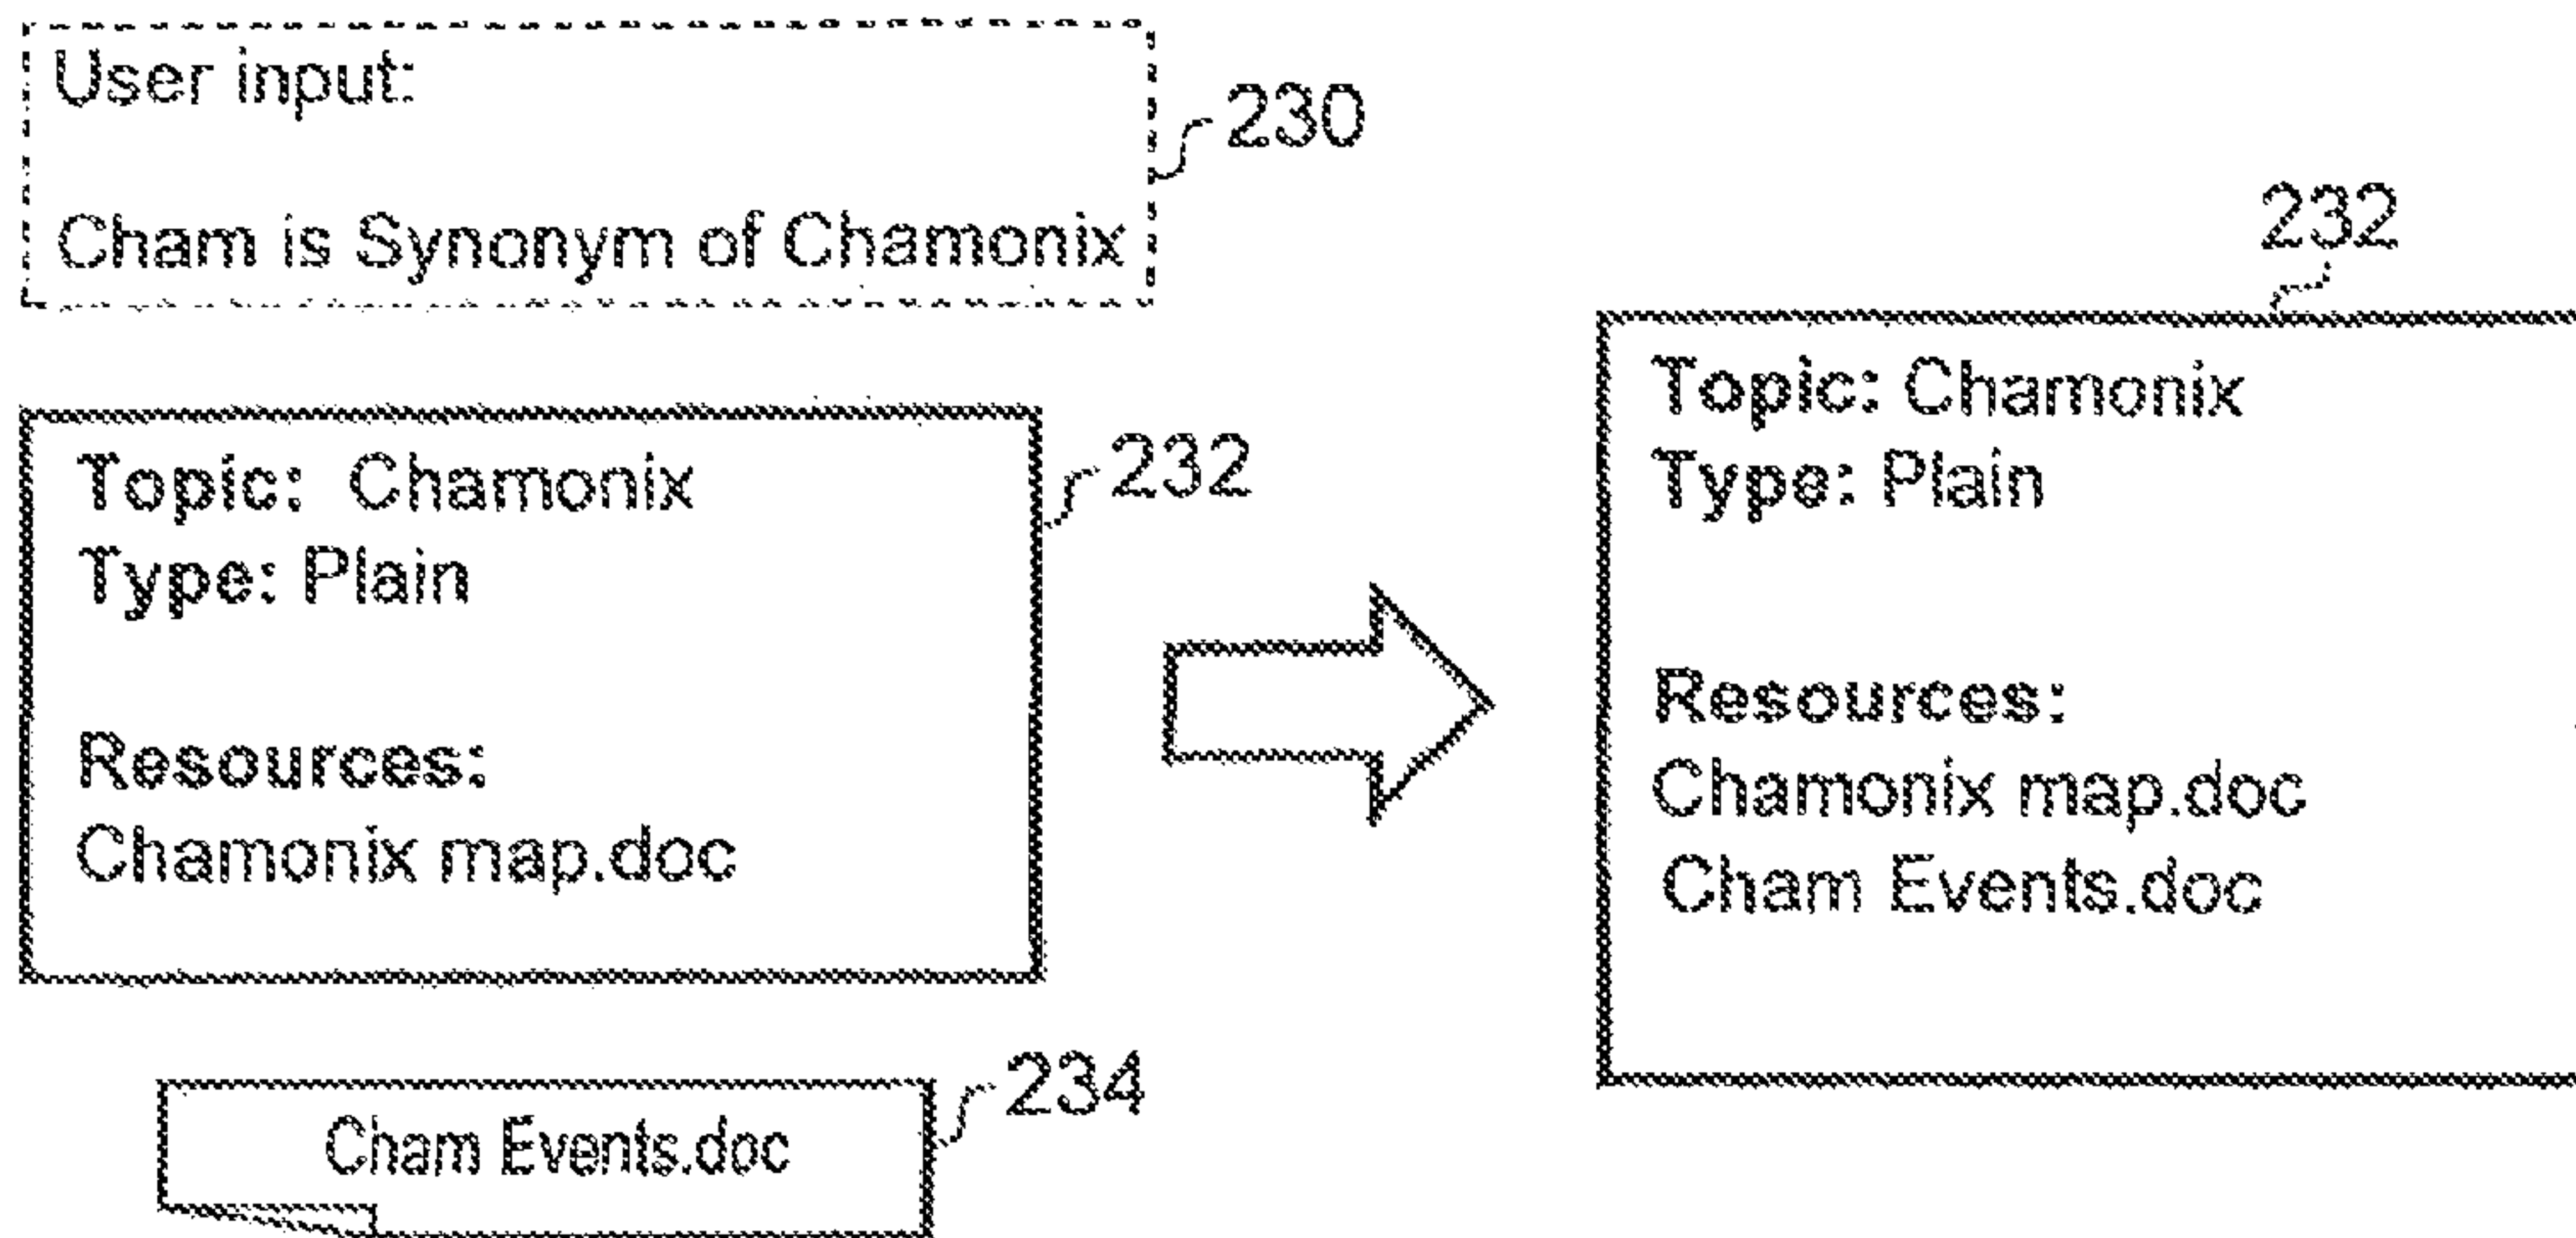 User input:
230
Cham is Synonym of Chamonix
232
Topic: Chamonix
Type: Plain
Resources:
Chamonix map.doc
232
Topic: Chamonix
Type: Plain
Resources:
Chamonix map.doc
Cham Events.doc
Cham Events.doc
234